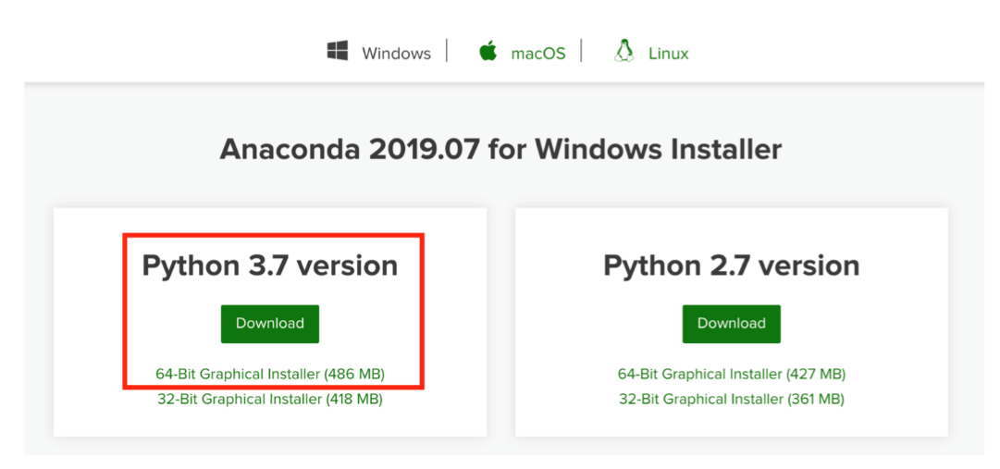 Windows macOS Linux
Anaconda 2019.07 for Windows Installer
Python 3.7 version
Download
64-Bit Graphical Installer (486 MB)
32-Bit Graphical Installer (418 MB)
Python 2.7 version
Download
64-Bit Graphical Installer (427 MB)
32-Bit Graphical Installer (361 MB)